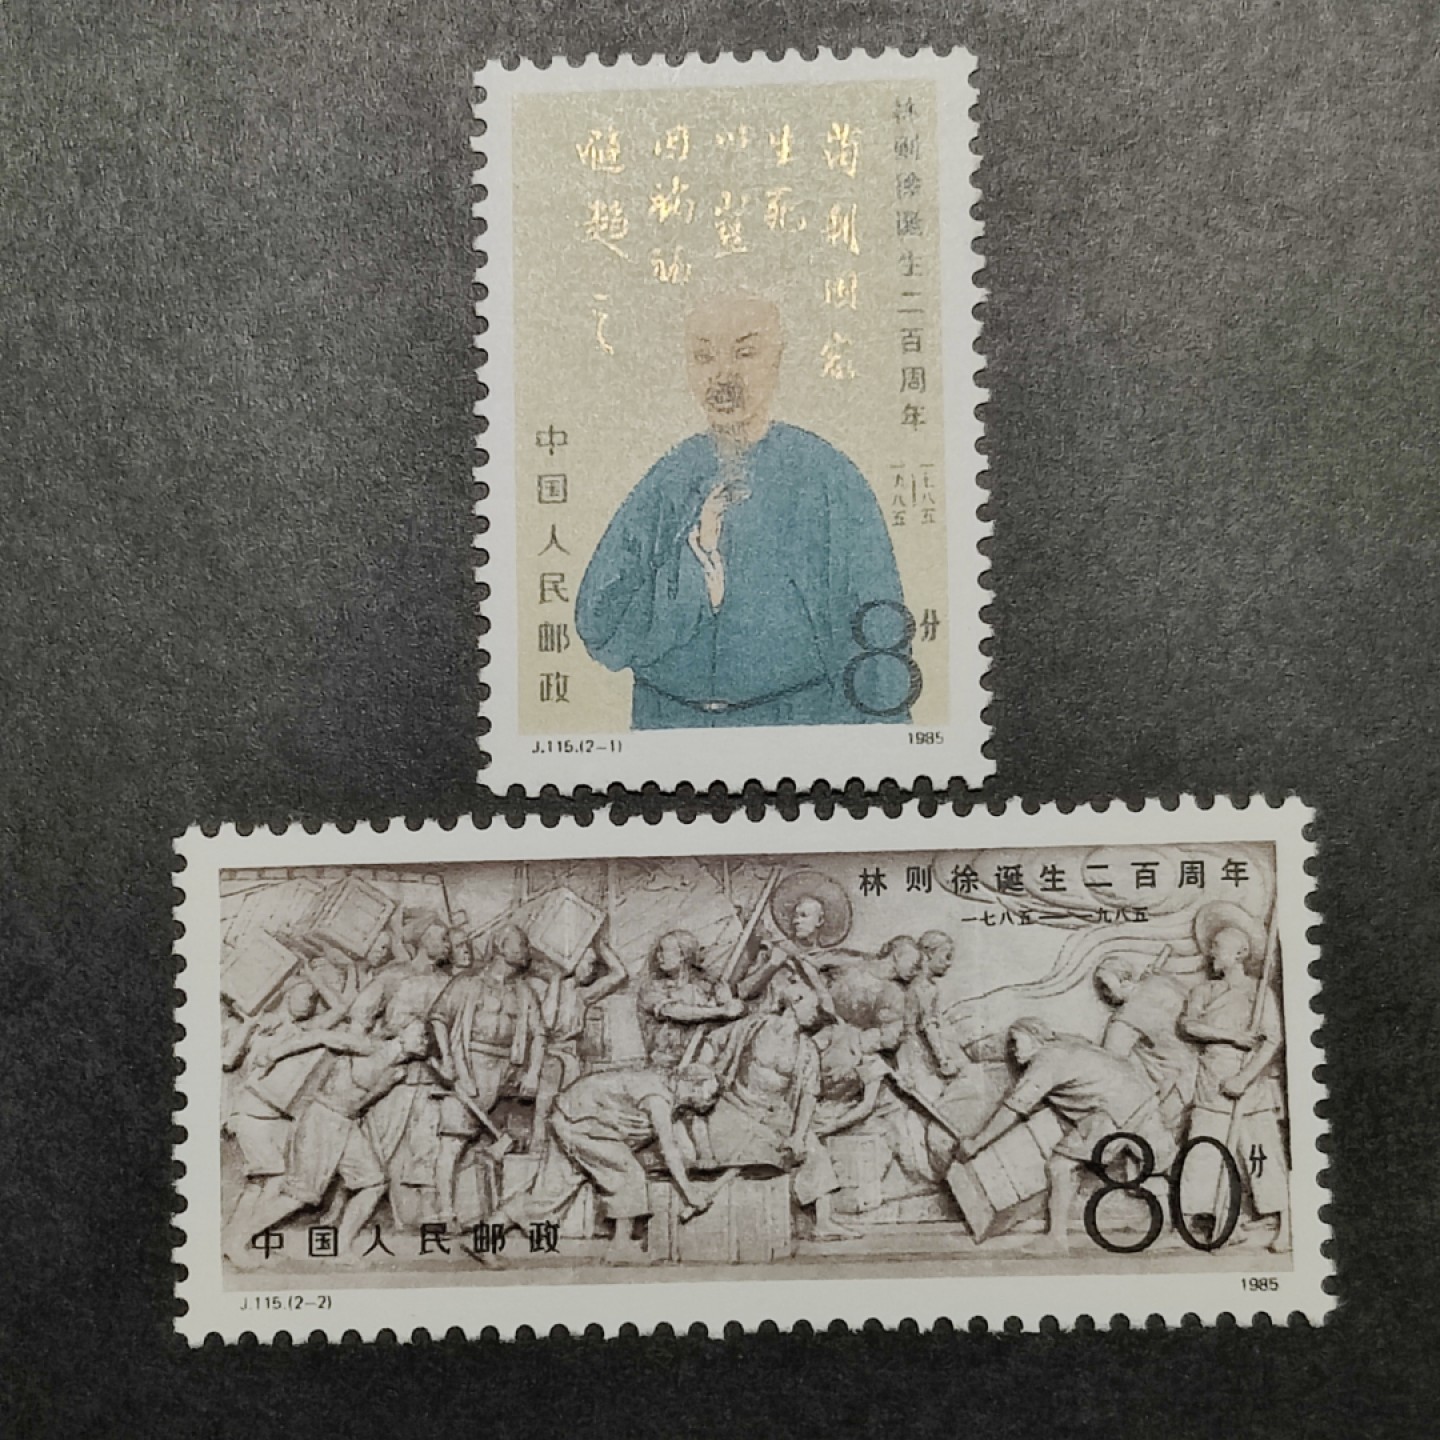 林则徐诞生二百周年
一七八五
一九八五
苟利国家
生死
以岂
因祸福
避趋
之
中国人民邮政
8分
J.115.(2-1)
1985
林则徐诞生二百周年
一七八五——一九八五
中国人民邮政
80分
J.115.(2-2)
1985